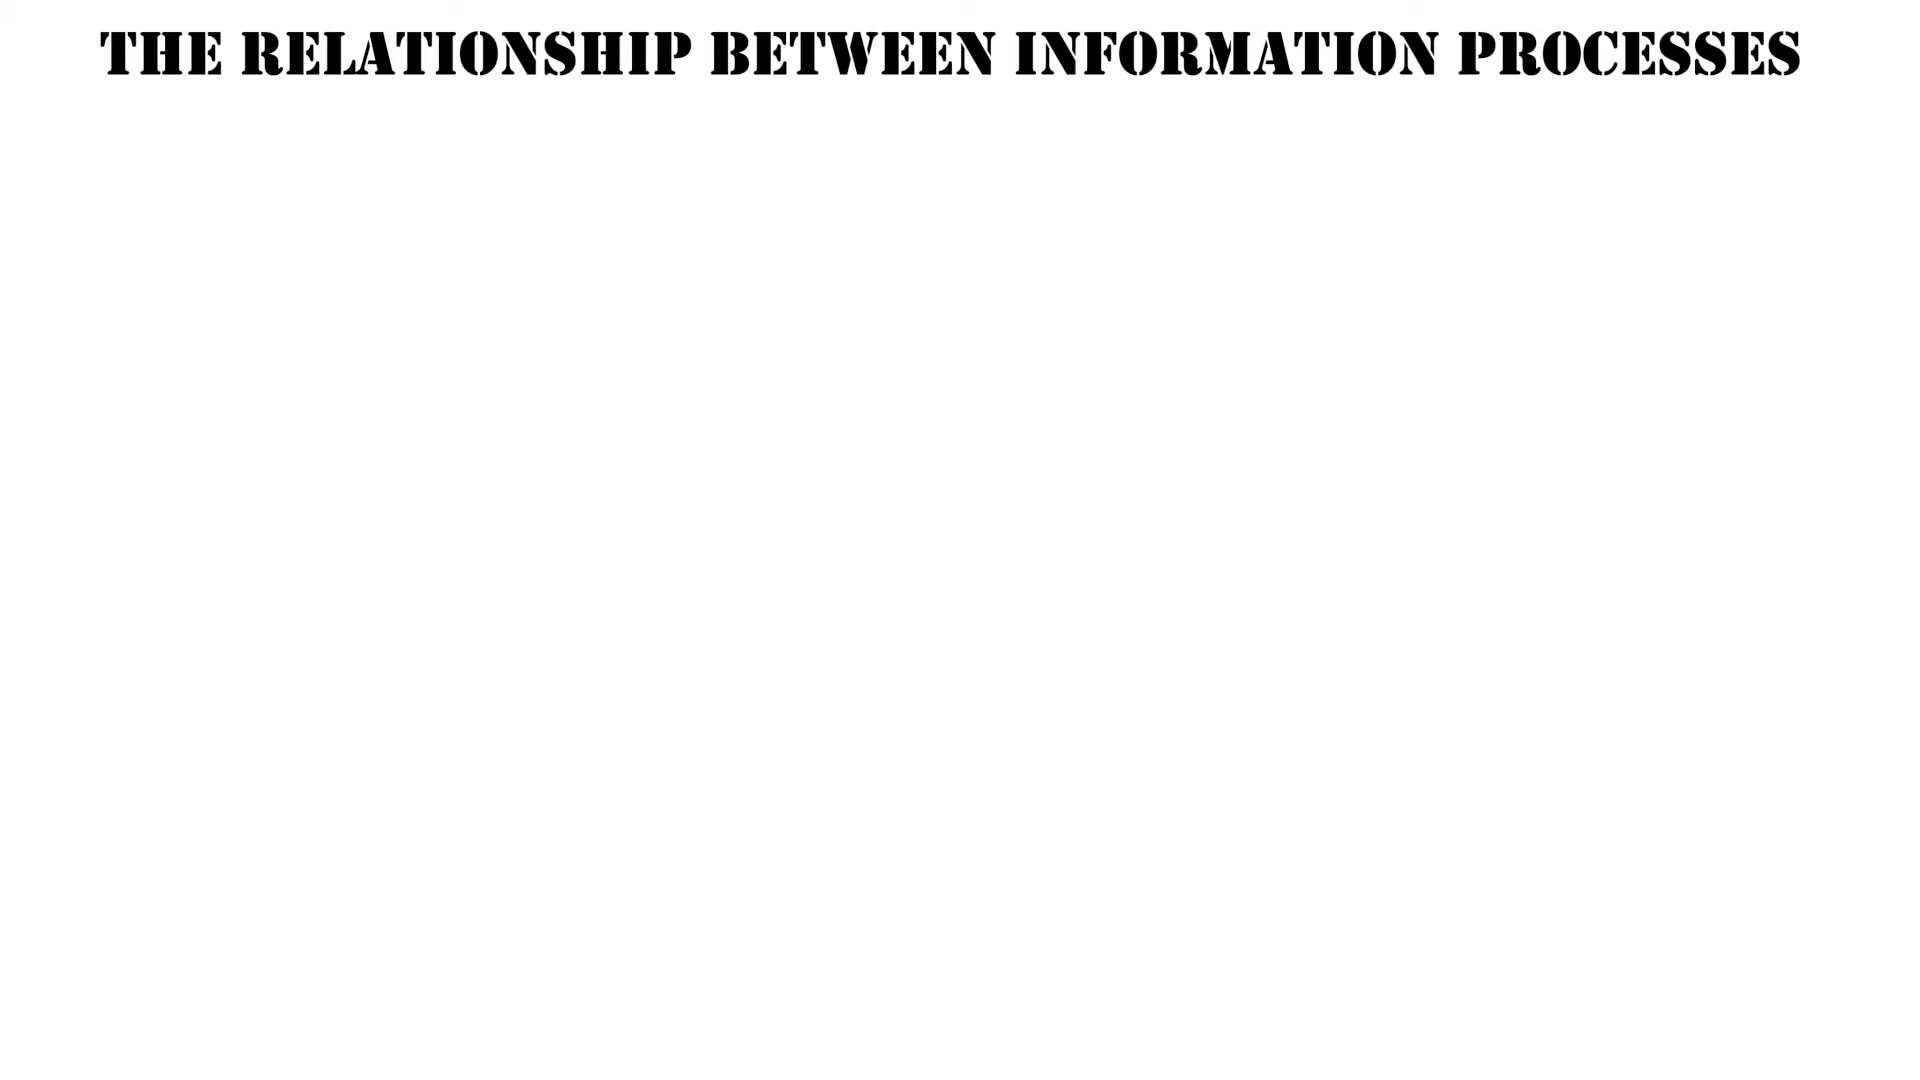 THE RELATIONSHIP BETWEEN INFORMATION PROCESSES